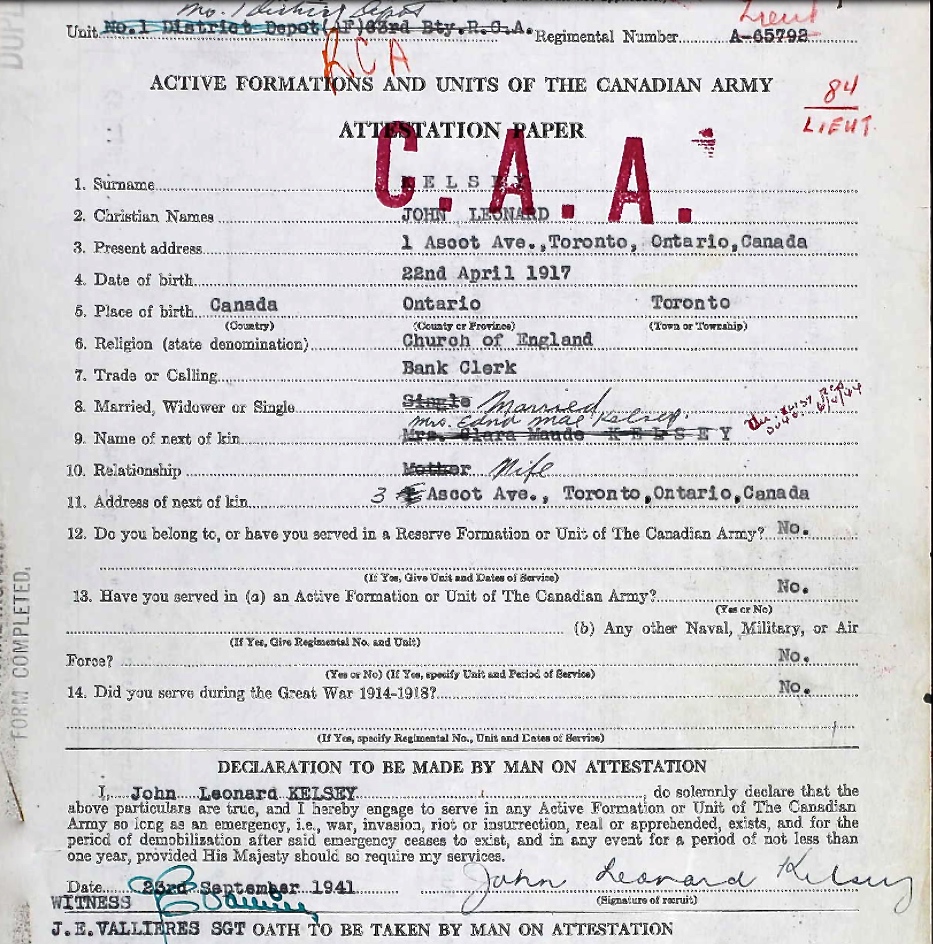 No. 1 District Depot
Unit No.1 District Depot(AF)63rd Bty.R.C.A. Regimental Number A-65792
Lieut
RCA
ACTIVE FORMATIONS AND UNITS OF THE CANADIAN ARMY
84
LIEUT.
ATTESTATION PAPER
C.A.A.
1. Surname KELSEY
2. Christian Names JOHN LEONARD
3. Present address 1 Ascot Ave.,Toronto, Ontario,Canada
4. Date of birth 22nd April 1917
5. Place of birth Canada Ontario Toronto
(Country) (County or Province) (Town or Township)
6. Religion (state denomination) Church of England
7. Trade or Calling Bank Clerk
8. Married, Widower or Single Single Married
Mrs. Edna Mae Kelsey.
9. Name of next of kin Mrs. Clara Maude KELSEY
10. Relationship Mother Wife
11. Address of next of kin 3 1 Ascot Ave., Toronto,Ontario,Canada
12. Do you belong to, or have you served in a Reserve Formation or Unit of The Canadian Army? No.
(If Yes, Give Unit and Dates of Service)
13. Have you served in (a) an Active Formation or Unit of The Canadian Army? No.
(Yes or No)
(b) Any other Naval, Military, or Air
(If Yes, Give Regimental No. and Unit)
Force? No.
(Yes or No) (If Yes, specify Unit and Period of Service)
14. Did you serve during the Great War 1914-1918? No.
(If Yes, specify Regimental No., Unit and Dates of Service)
FORM COMPLETED,
DECLARATION TO BE MADE BY MAN ON ATTESTATION
I, John Leonard KELSEY do solemnly declare that the
above particulars are true, and I hereby engage to serve in any Active Formation or Unit of The Canadian
Army so long as an emergency, i.e., war, invasion, riot or insurrection, real or apprehended, exists, and for the
period of demobilization after said emergency ceases to exist, and in any event for a period of not less than
one year, provided His Majesty should so require my services.
Date 23rd September 1941 John Leonard Kelsey
(Signature of recruit)
WITNESS
J.E.VALLIERES SGT OATH TO BE TAKEN BY MAN ON ATTESTATION